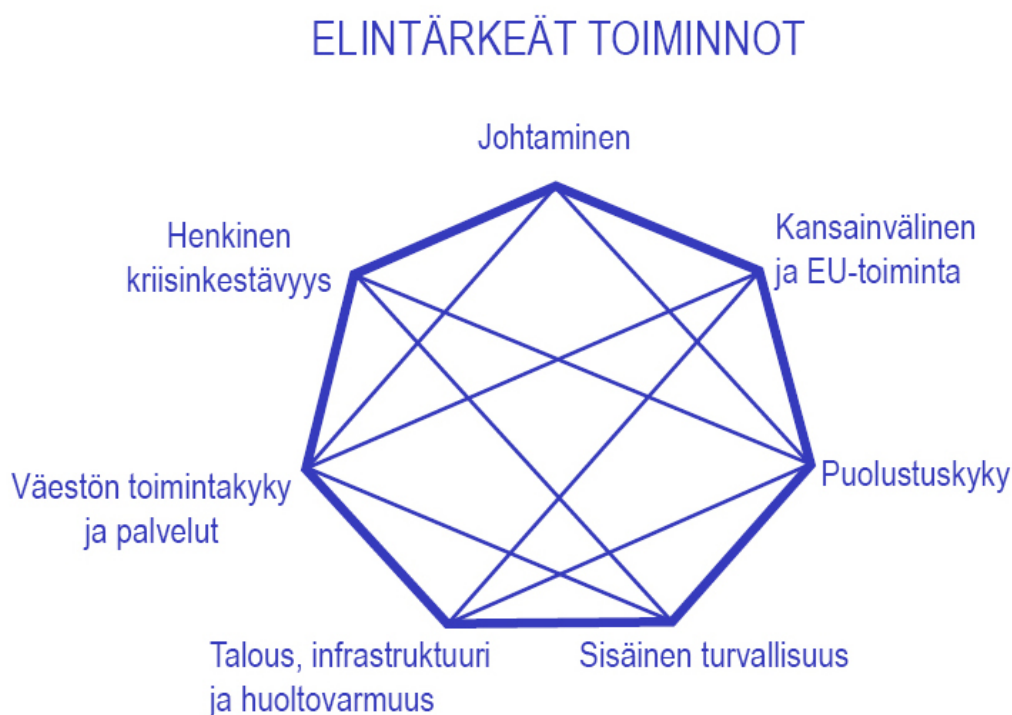 ELINTÄRKEÄT TOIMINNOT
Johtaminen
Kansainvälinen
ja EU-toiminta
Henkinen
kriisinkestävyys
Puolustuskyky
Väestön toimintakyky
ja palvelut
Talous, infrastruktuuri
ja huoltovarmuus
Sisäinen turvallisuus